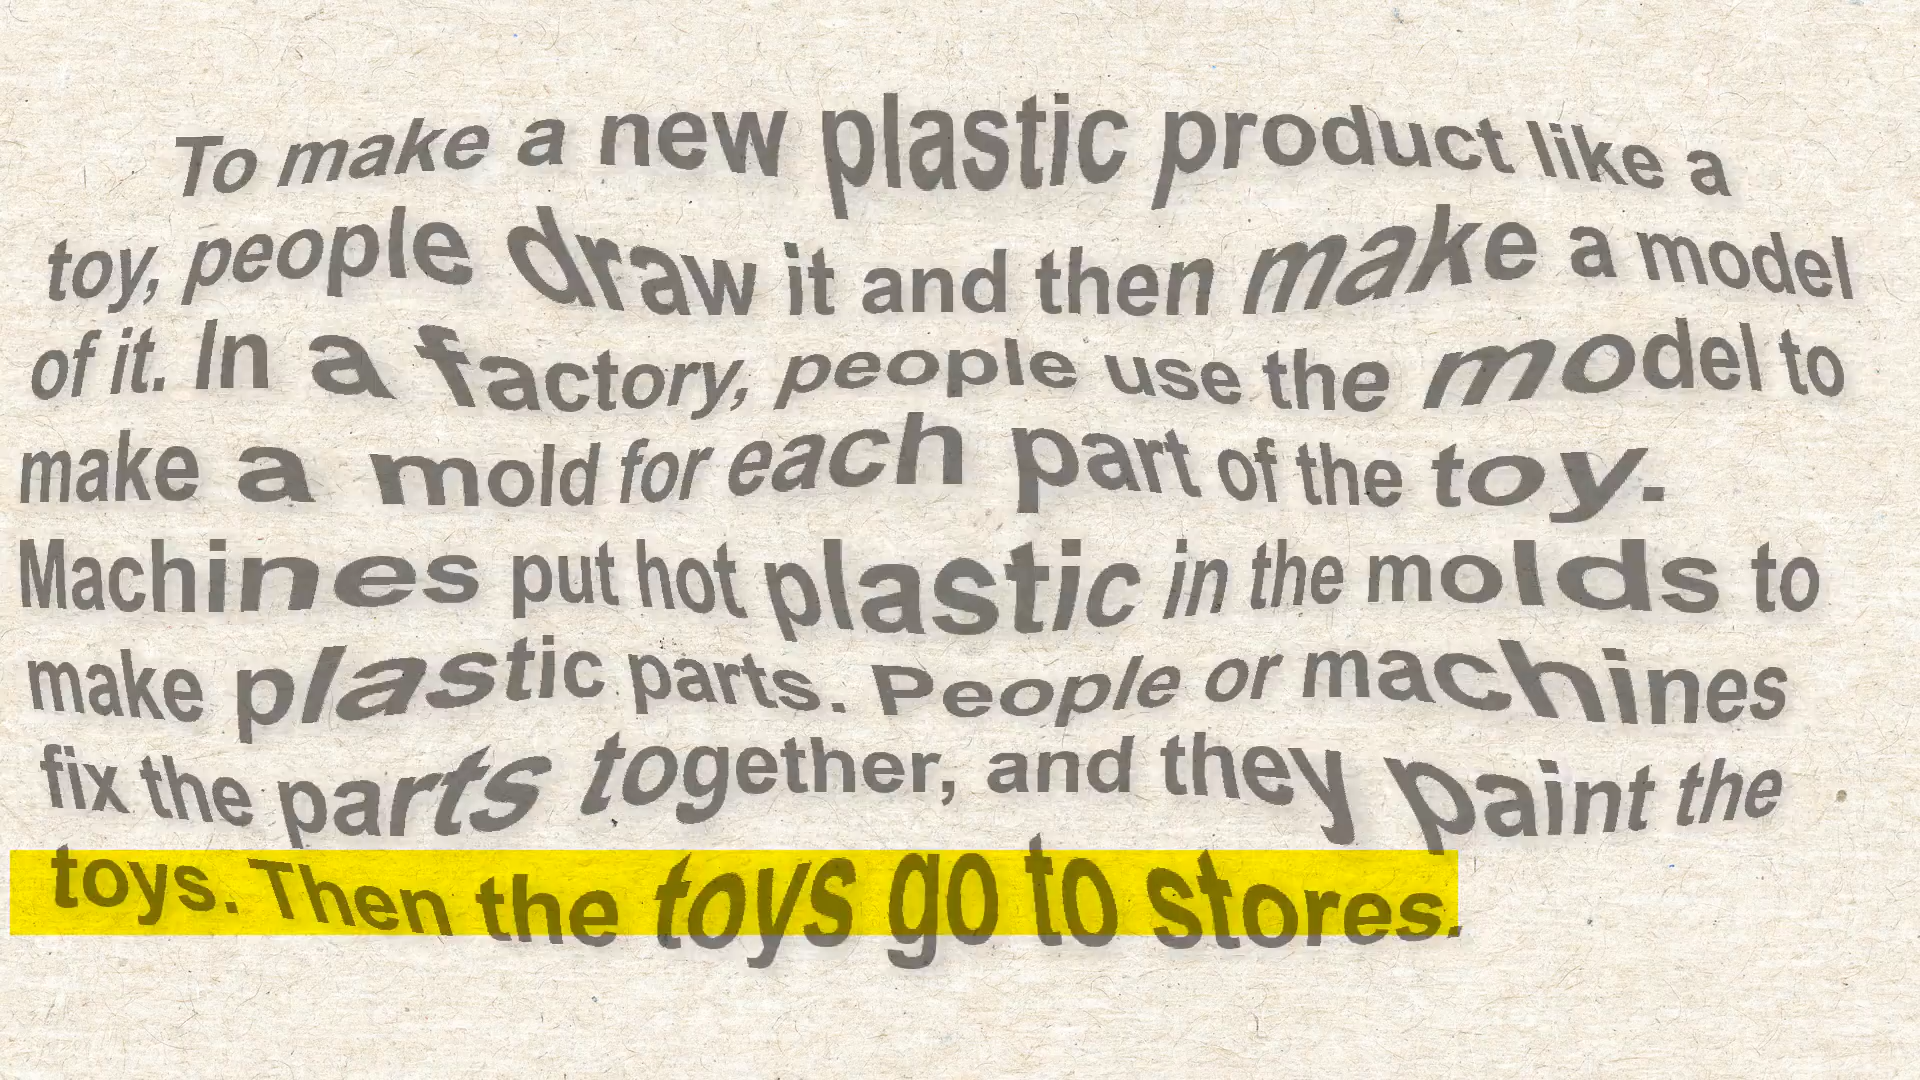 To make a new plastic product like a
toy, people draw it and then make a model
of it. In a factory, people use the model to
make a mold for each part of the toy.
Machines put hot plastic in the molds to
make plastic parts. People or machines
fix the parts together, and they paint the
toys. Then the toys go to stores.